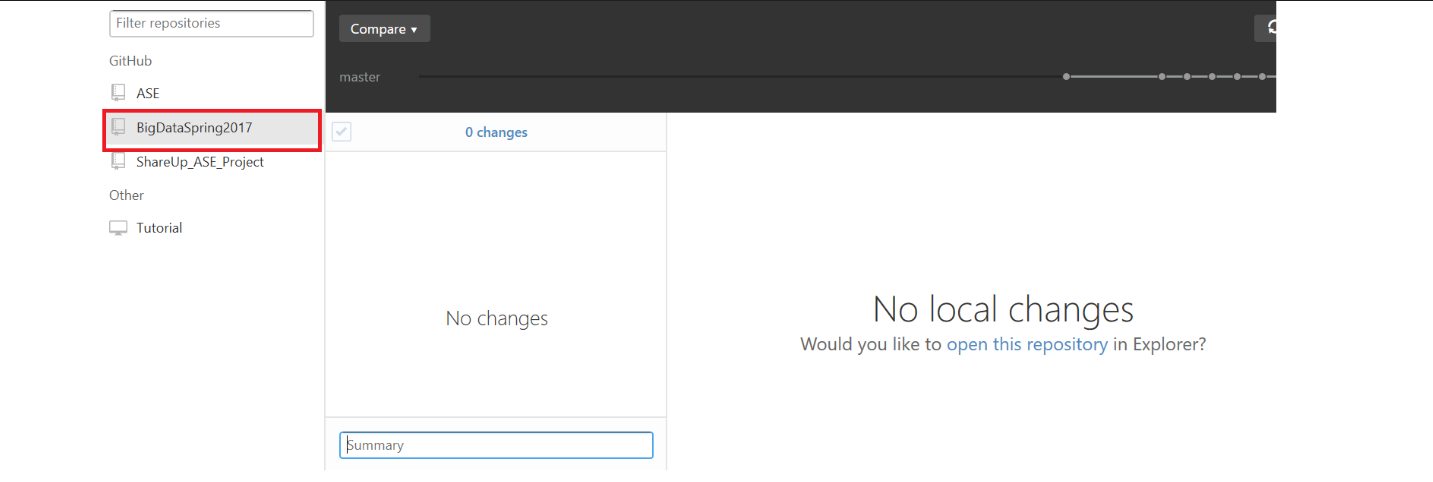 Filter repositories
GitHub
ASE
BigDataSpring2017
ShareUp_ASE_Project
Other
Tutorial
Compare
master
0 changes
No changes
Summary
No local changes
Would you like to open this repository in Explorer?